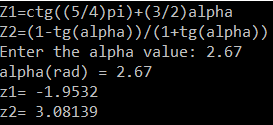 Z1=ctg((5/4)pi)+(3/2)alpha
Z2=(1-tg(alpha))/(1+tg(alpha))
Enter the alpha value: 2.67
alpha(rad) = 2.67
z1= -1.9532
z2= 3.08139